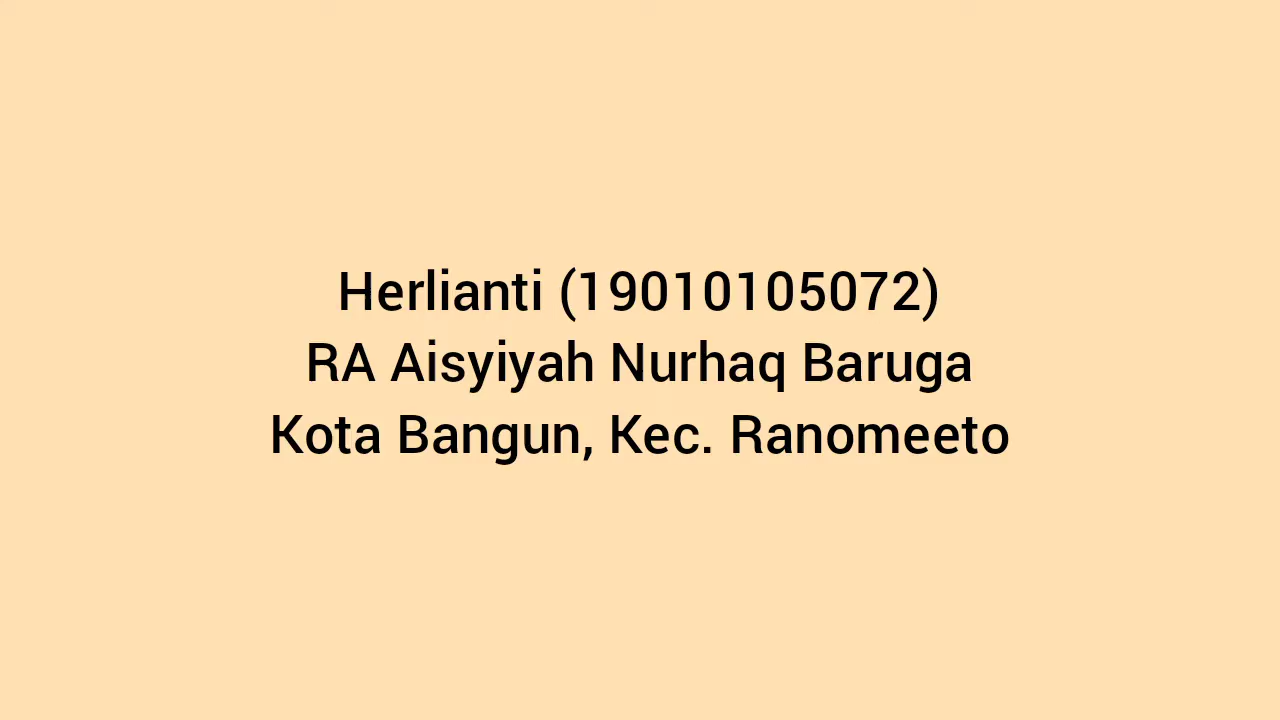 Herlianti (19010105072)
RA Aisyiyah Nurhaq Baruga
Kota Bangun, Kec. Ranomeeto